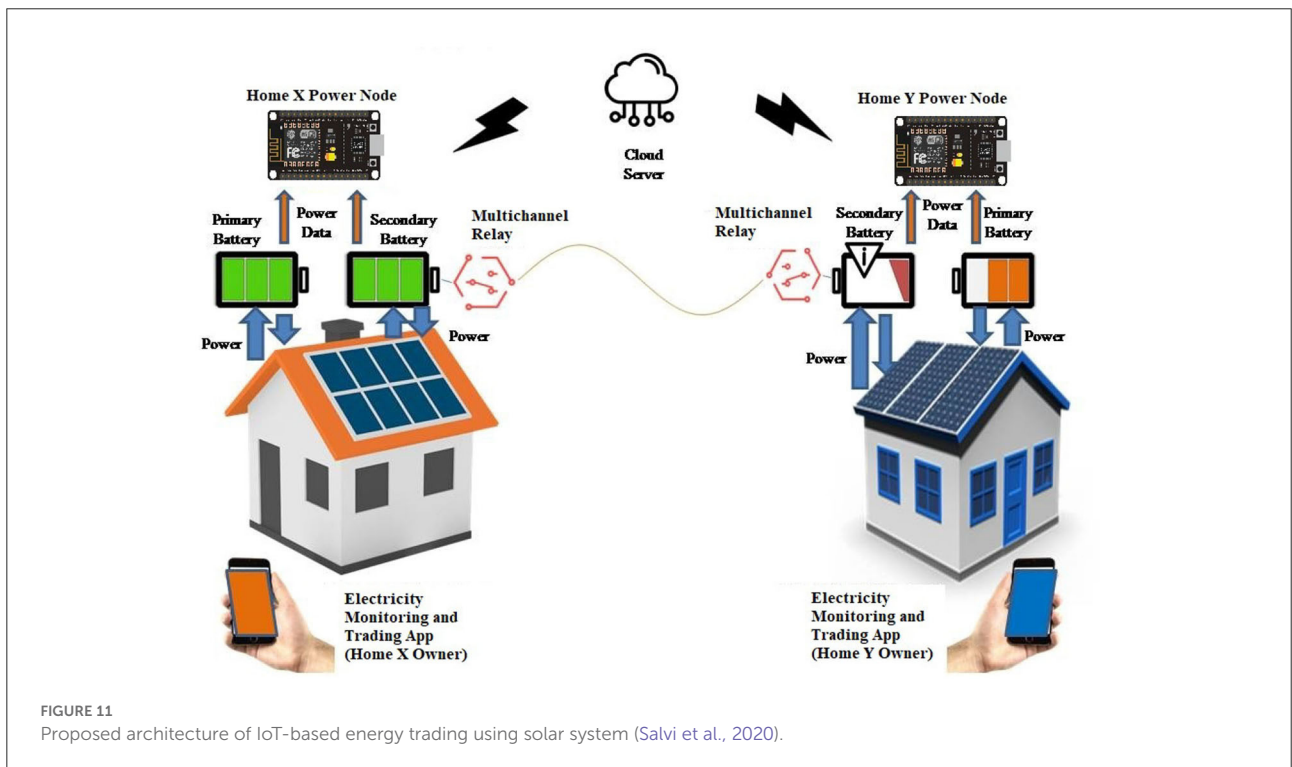 Home X Power Node
Home Y Power Node
Cloud
Server
Primary
Battery
Power
Data
Secondary
Battery
Multichannel
Relay
Multichannel
Relay
Secondary
Battery
Power
Data
Primary
Battery
Power
Power
Power
Power
Electricity
Monitoring and
Trading App
(Home X Owner)
Electricity
Monitoring and
Trading App
(Home Y Owner)
FIGURE 11
Proposed architecture of IoT-based energy trading using solar system (Salvi et al., 2020).